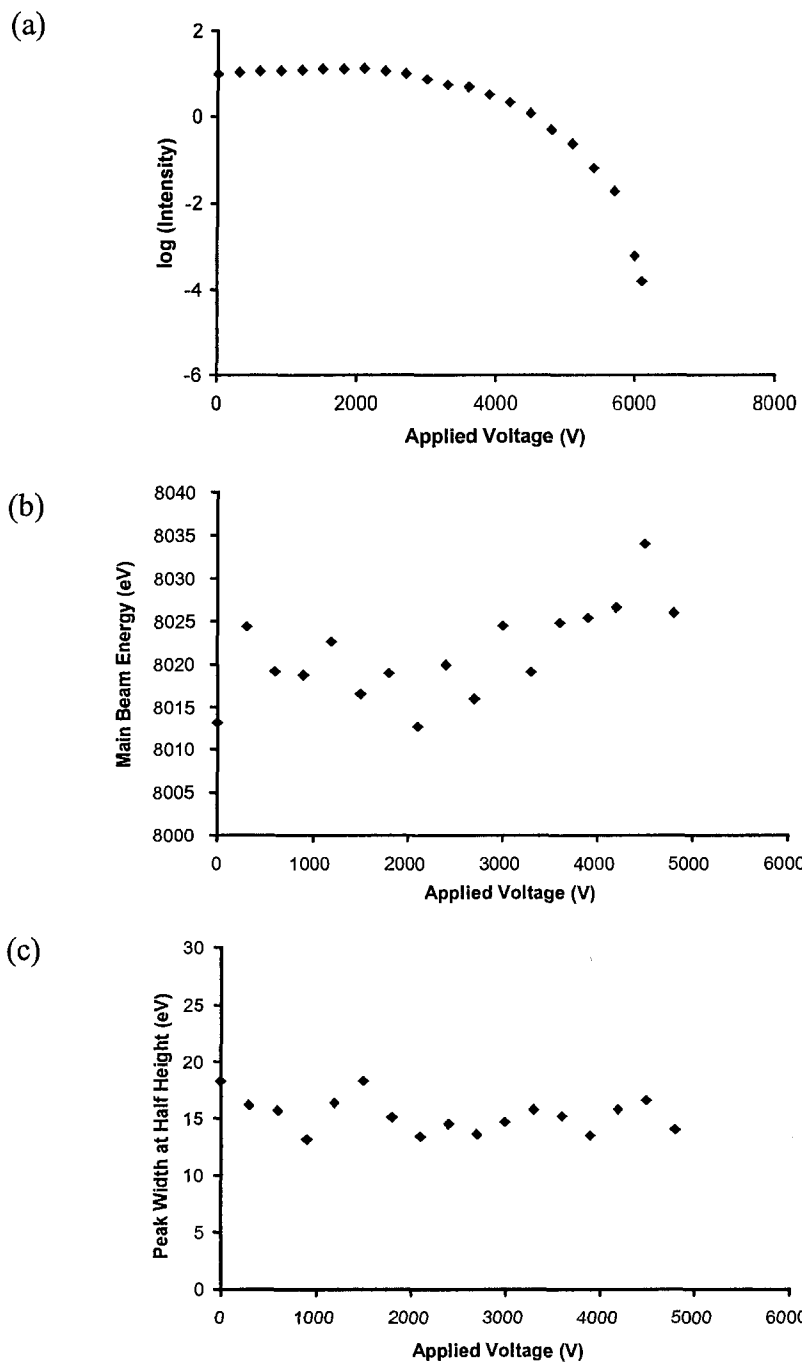 (a)
2
0
-2
-4
-6
log (Intensity)
0 2000 4000 6000 8000
Applied Voltage (V)
(b)
8040
8035
8030
8025
8020
8015
8010
8005
8000
Main Beam Energy (eV)
0 1000 2000 3000 4000 5000 6000
Applied Voltage (V)
(c)
30
25
20
15
10
5
0
Peak Width at Half Height (eV)
0 1000 2000 3000 4000 5000 6000
Applied Voltage (V)